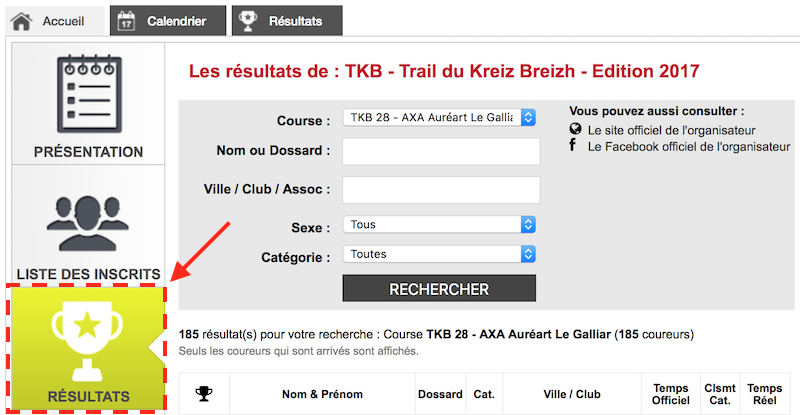 Accueil
17
Calendrier
Résultats
PRÉSENTATION
LISTE DES INSCRITS
RÉSULTATS
Les résultats de : TKB - Trail du Kreiz Breizh - Edition 2017
Course : TKB 28 - AXA Auréart Le Gallia
Nom ou Dossard :
Ville / Club / Assoc :
Sexe : Tous
Catégorie : Toutes
RECHERCHER
Vous pouvez aussi consulter :
Le site officiel de l'organisateur
f Le Facebook officiel de l'organisateur
185 résultat(s) pour votre recherche : Course TKB 28 - AXA Auréart Le Galliar (185 coureurs)
Seuls les coureurs qui sont arrivés sont affichés.
Nom & Prénom
Dossard
Cat.
Ville / Club
Temps
Officiel
Clsmt
Cat.
Temps
Réel